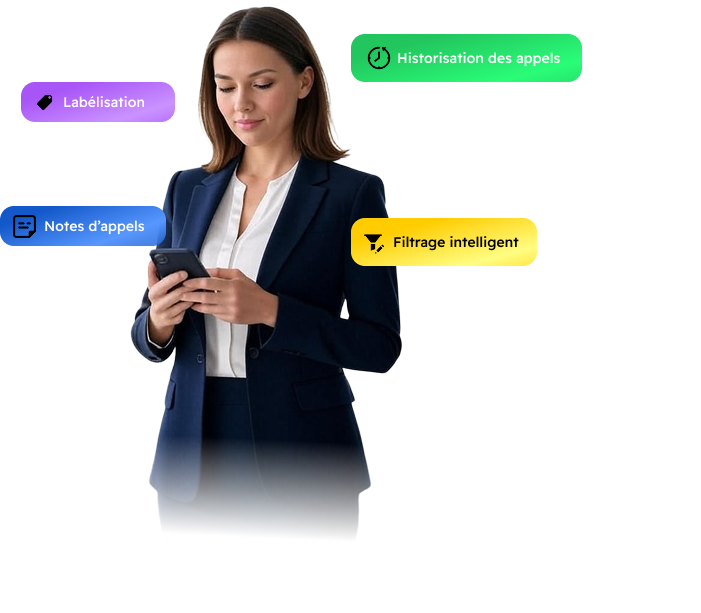 Historisation des appels
Labélisation
Notes d’appels
Filtrage intelligent